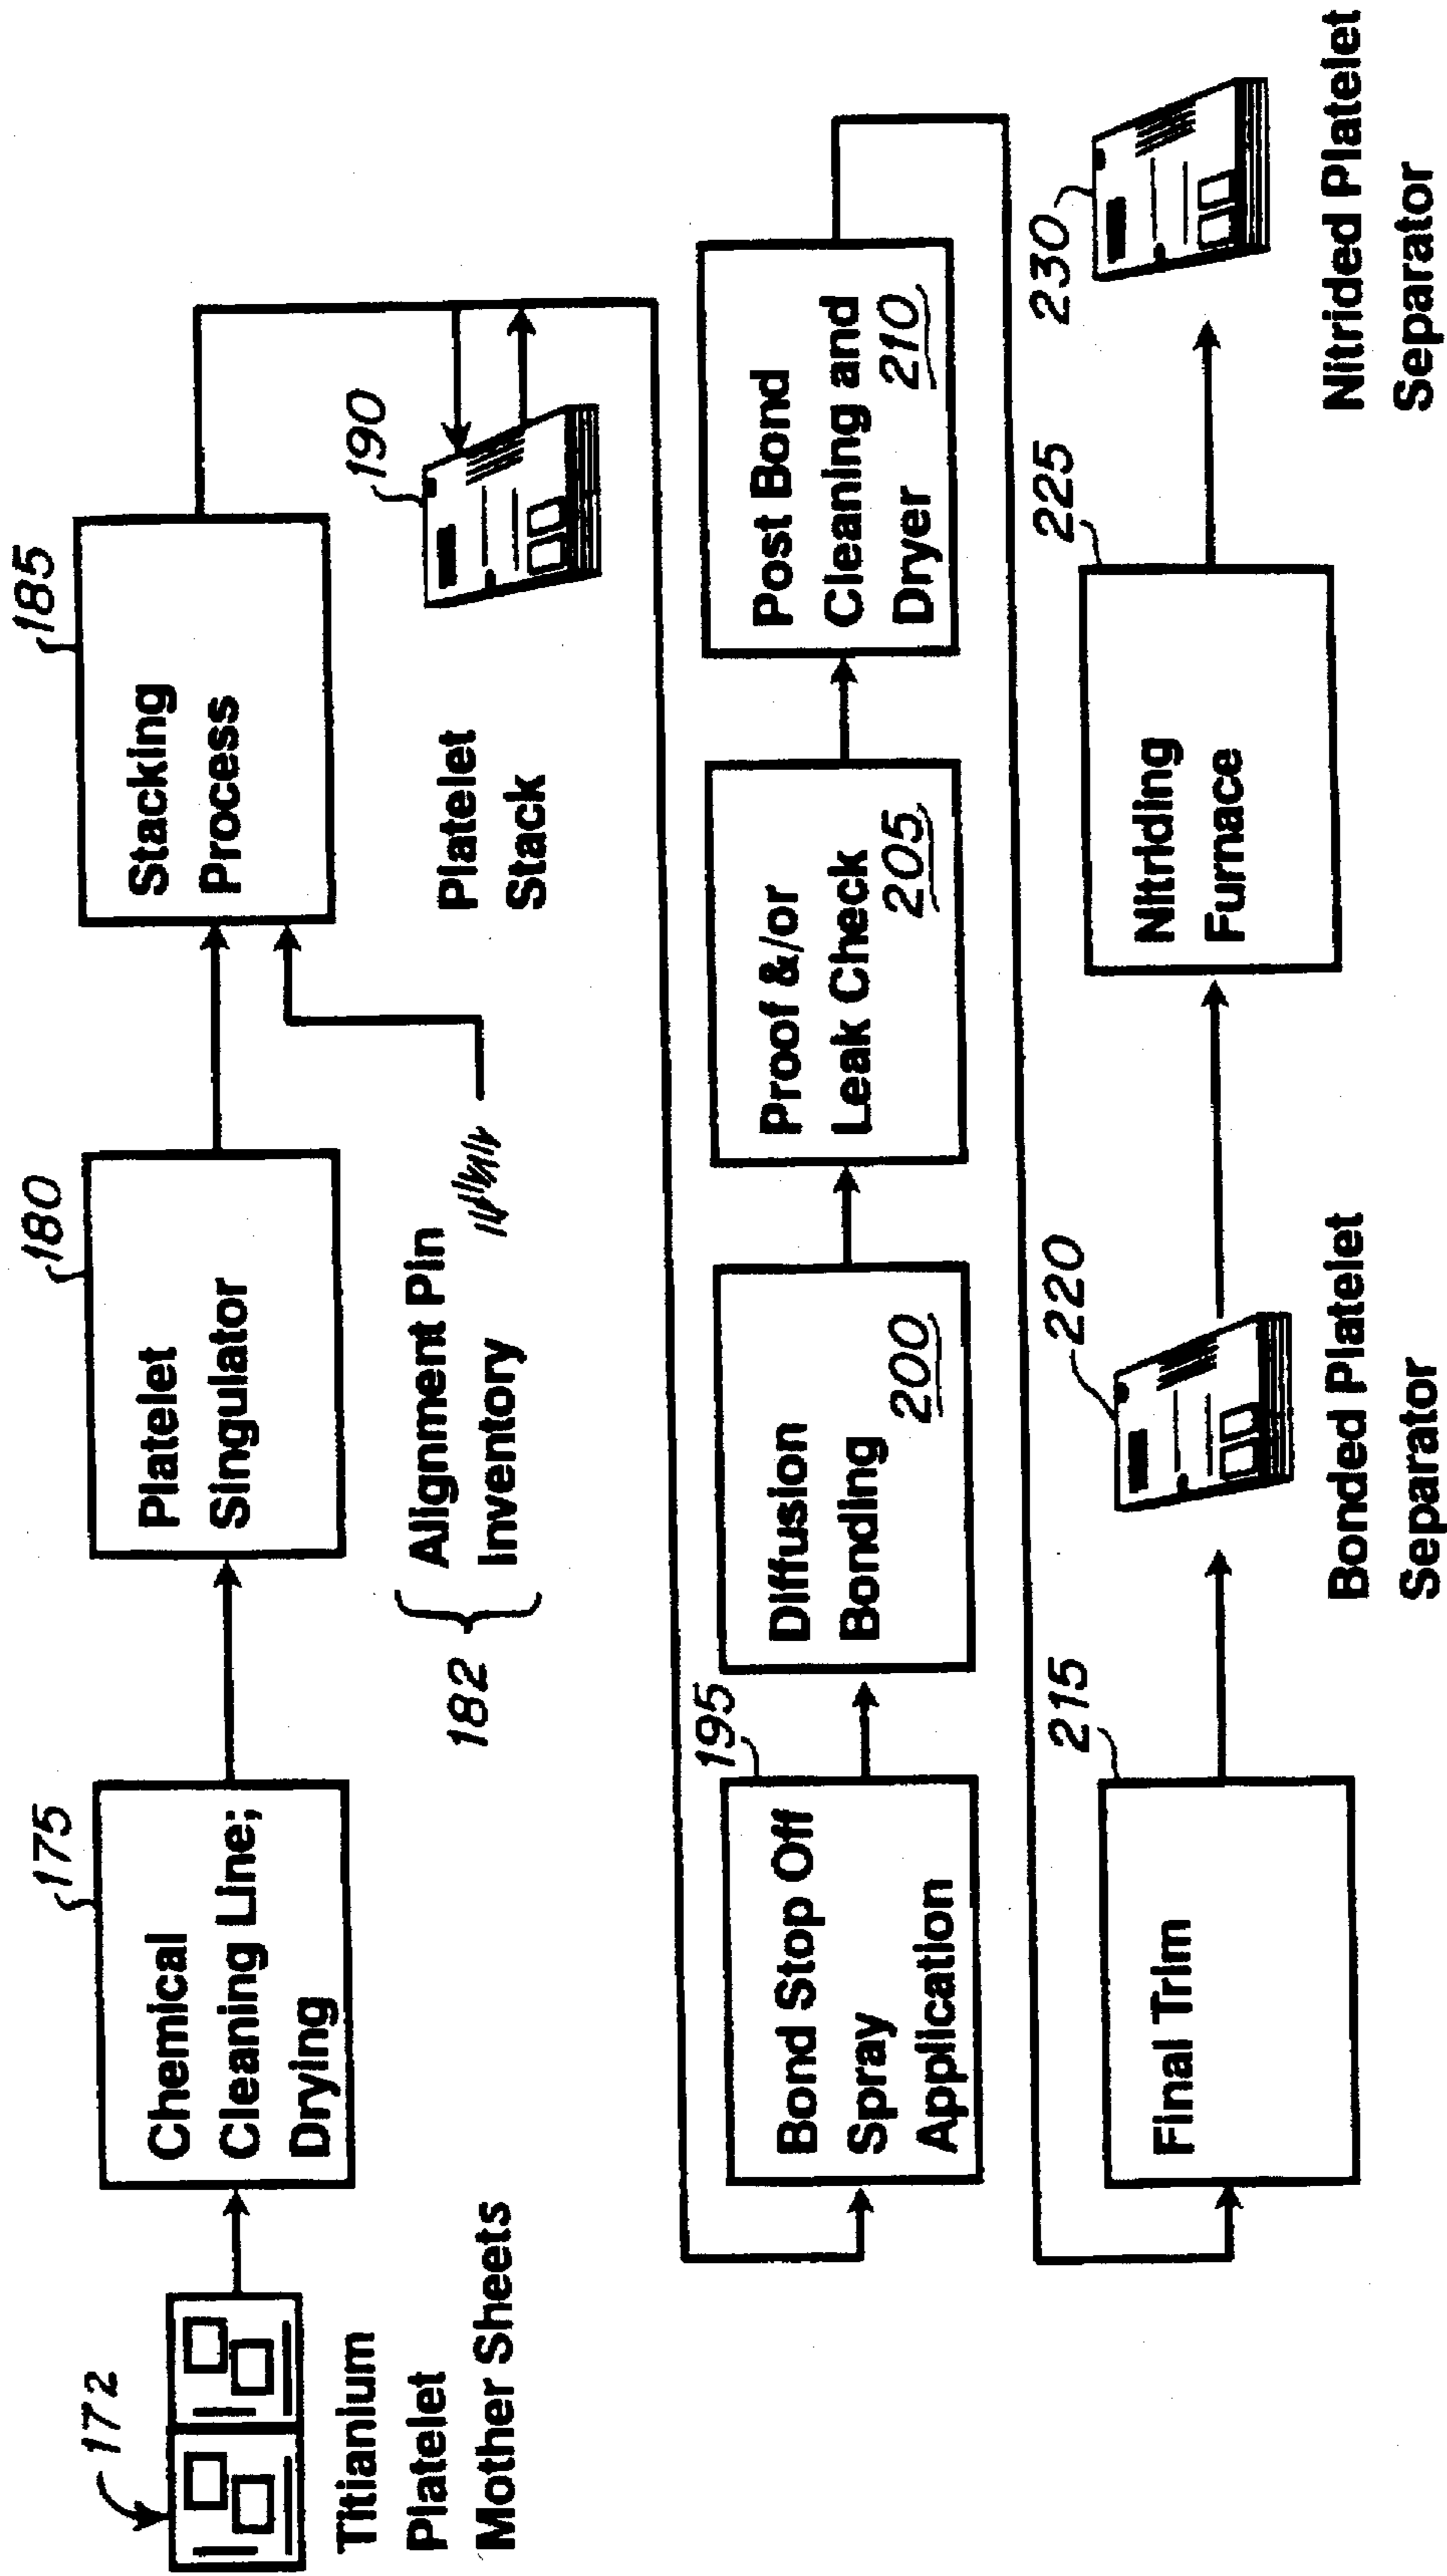 172
Titianium
Platelet
Mother Sheets
175
Chemical
Cleaning Line;
Drying
180
Platelet
Singulator
182
Alignment Pin
Inventory
185
Stacking
Process
190
Platelet
Stack
195
Bond Stop Off
Spray
Application
Diffusion
Bonding
200
Proof &/or
Leak Check
205
Post Bond
Cleaning and
Dryer
210
215
Final Trim
220
Bonded Platelet
Separator
225
Nitriding
Furnace
230
Nitrided Platelet
Separator